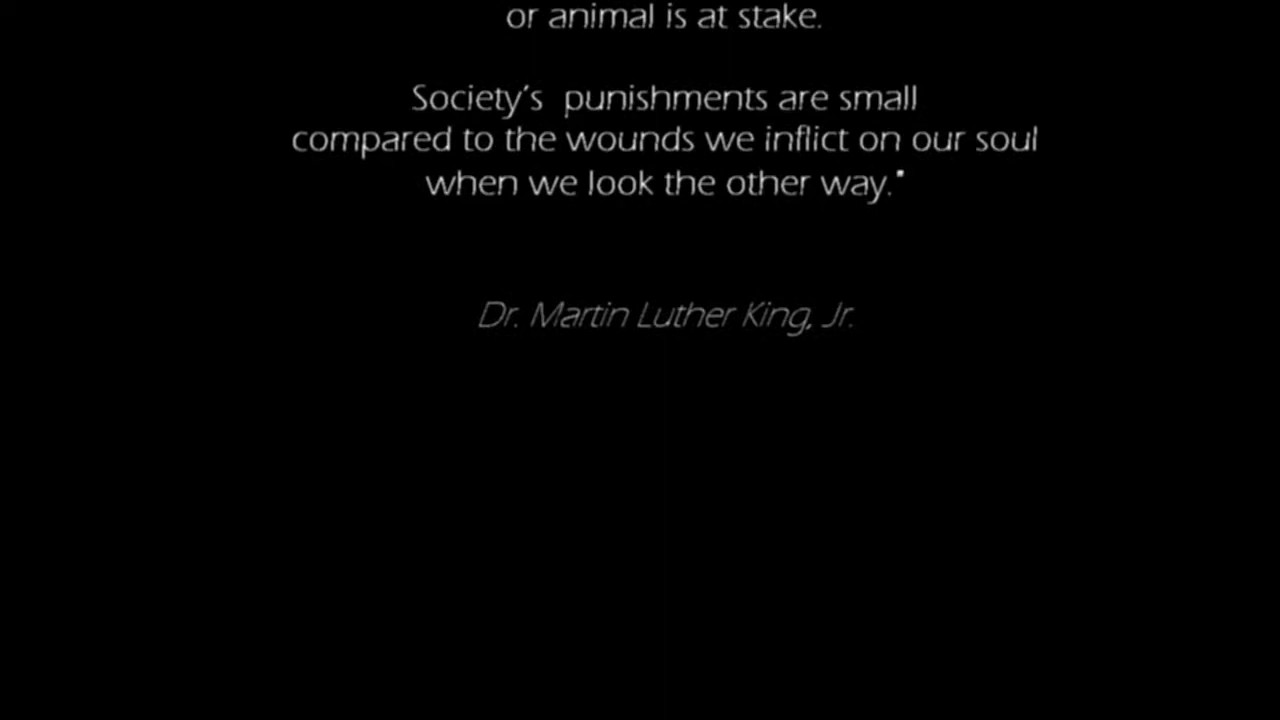 or animal is at stake.
Society's punishments are small
compared to the wounds we inflict on our soul
when we look the other way."
Dr. Martin Luther King, Jr.